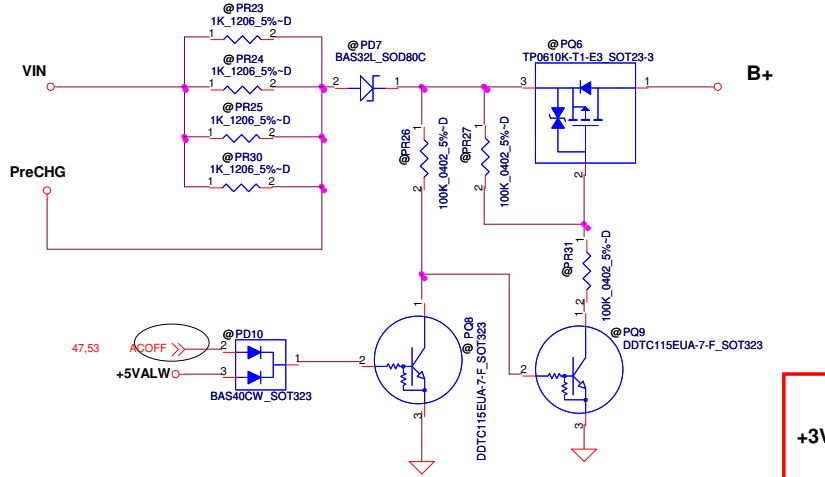 @PR23
1K_1206_5%~D
1 2
VIN
@PR24
1K_1206_5%~D
1 2
@PR25
1K_1206_5%~D
1 2
@PR30
1K_1206_5%~D
1 2
PreCHG
@PD7
BAS32L_SOD80C
2 1
@PQ6
TP0610K-T1-E3_SOT23-3
3 1
2
B+
@PR26
100K_0402_5%~D
1
2
@PR27
100K_0402_5%~D
1
2
@PR31
100K_0402_5%~D
1
2
47,53 ACOFF
+5VALW
@PD10
2
3
1
BAS40CW_SOT323
@PQ8
DDTC115EUA-7-F_SOT323
1
2
3
@PQ9
DDTC115EUA-7-F_SOT323
1
2
3